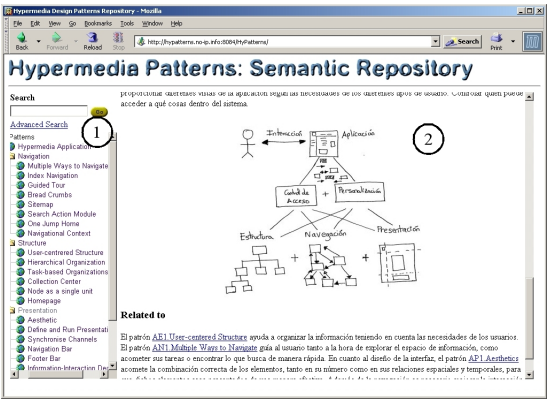 Hypermedia Design Patterns Repository - Mozilla
File Edit View Go Bookmarks Tools Window Help
Back Forward Reload Stop http://hypatterns.no-ip.info:8084/HyPatterns/ Search Print
Hypermedia Patterns: Semantic Repository
Search
Go
Advanced Search
1
Patterns
Hypermedia Application
Navigation
Multiple Ways to Navigate
Index Navigation
Guided Tour
Bread Crumbs
Sitemap
Search Action Module
One Jump Home
Navigational Context
Structure
User-centrered Structure
Hierarchical Organization
Task-based Organizations
Collection Center
Node as a single unit
Homepage
Presentation
Aesthetic
Define and Run Presentati
Synchronise Channels
Navigation Bar
Footer Bar
Information-Interaction De
proporcionar diferentes vistas de la aplicación según las necesidades de los diferentes tipos de usuario. Controlar quién puede
acceder a qué cosas dentro del sistema.
Interacción Aplicación
2
Control de Acceso + Personalización
Estructura Navegación Presentación
+ +
Related to
El patrón AE1.User-centered Structure ayuda a organizar la información teniendo en cuenta las necesidades de los usuarios.
El patrón AN1.Multiple Ways to Navigate guía al usuario tanto a la hora de explorar el espacio de información, como
acometer sus tareas o encontrar lo que busca de manera rápida. En cuanto al diseño de la interfaz, el patrón AP1.Aesthetics
acomete la combinación correcta de los elementos, tanto en su número como en sus relaciones espaciales y temporales, para